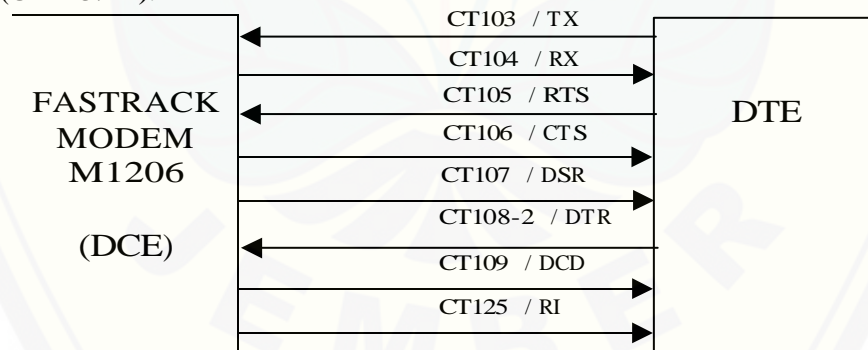 CT103 / TX
CT104 / RX
CT105 / RTS
CT106 / CTS
CT107 / DSR
CT108-2 / DTR
CT109 / DCD
CT125 / RI
FASTRACK
MODEM
M1206
(DCE)
DTE